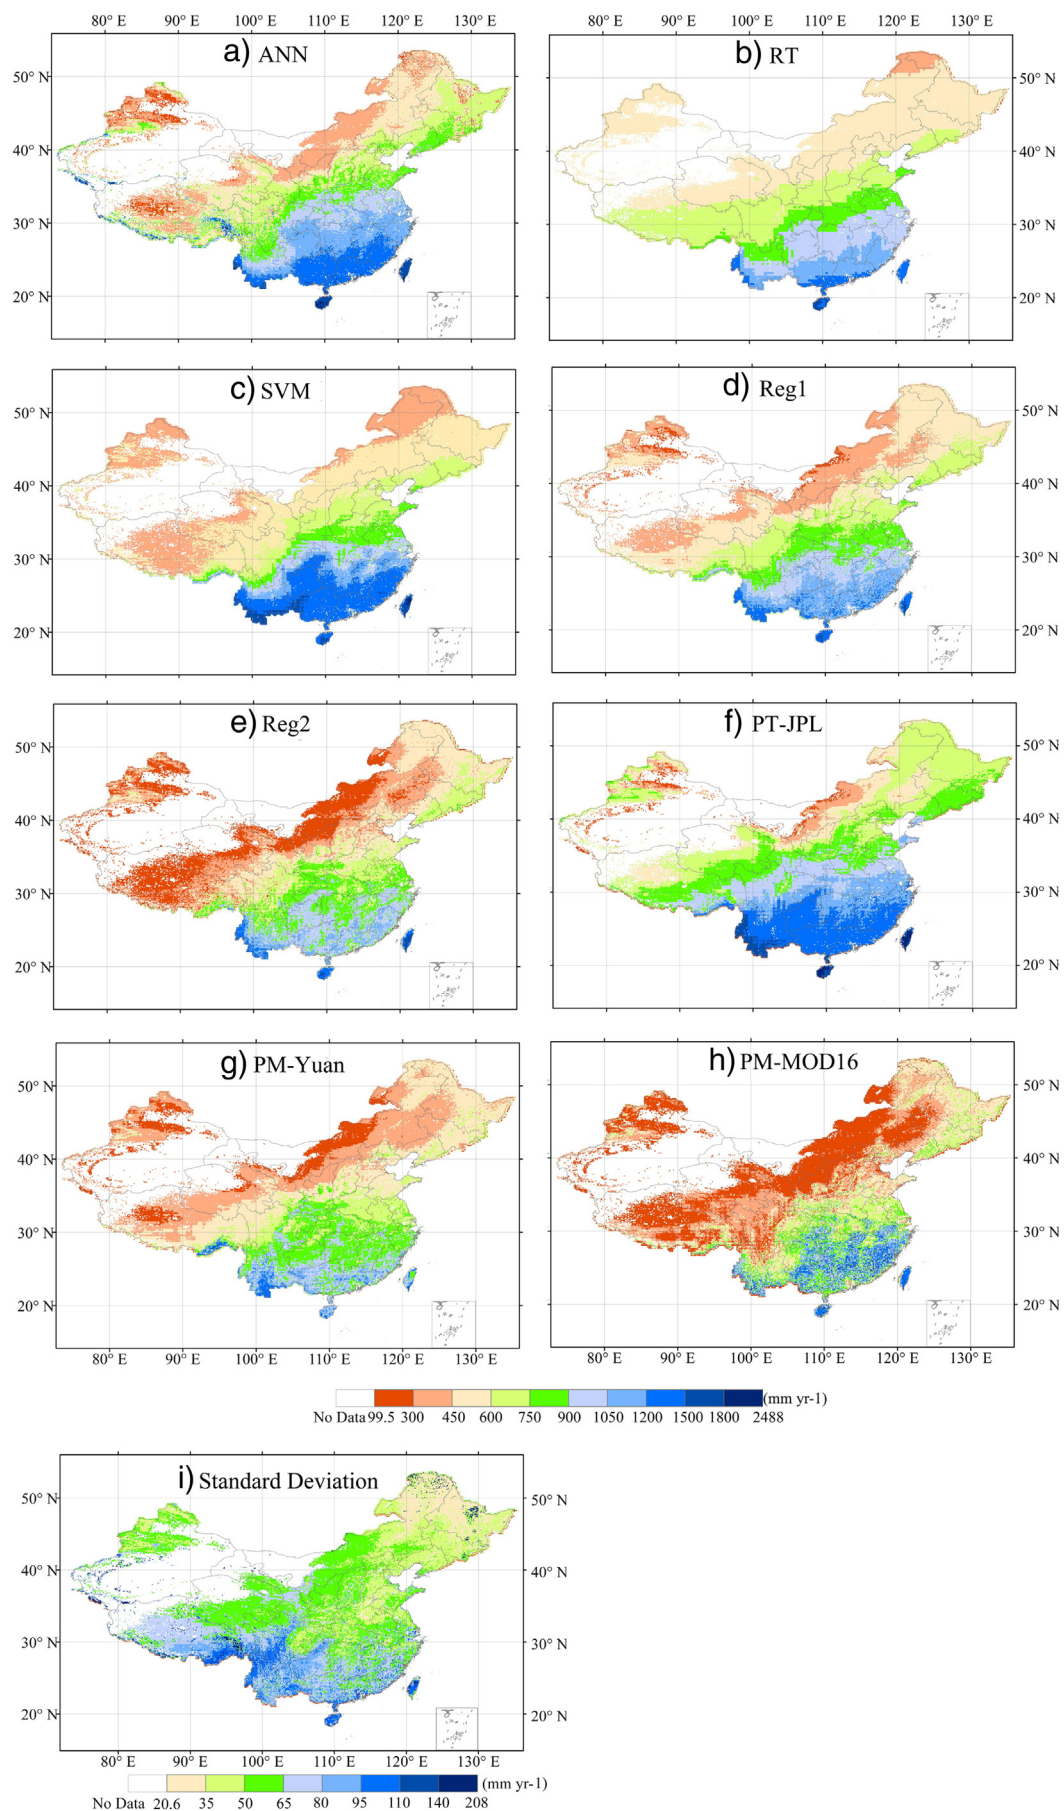 80° E 90° E 100° E 110° E 120° E 130° E
80° E 90° E 100° E 110° E 120° E 130° E
a) ANN
50° N
40° N
30° N
20° N
b) RT
50° N
40° N
30° N
20° N
c) SVM
50° N
40° N
30° N
20° N
d) Reg1
50° N
40° N
30° N
20° N
e) Reg2
50° N
40° N
30° N
20° N
f) PT-JPL
50° N
40° N
30° N
20° N
g) PM-Yuan
50° N
40° N
30° N
20° N
h) PM-MOD16
50° N
40° N
30° N
20° N
80° E 90° E 100° E 110° E 120° E 130° E
80° E 90° E 100° E 110° E 120° E 130° E
(mm yr-1)
No Data 99.5 300 450 600 750 900 1050 1200 1500 1800 2488
i) Standard Deviation
50° N 50° N
40° N 40° N
30° N 30° N
20° N 20° N
80° E 90° E 100° E 110° E 120° E 130° E
(mm yr-1)
No Data 20.6 35 50 65 80 95 110 140 208